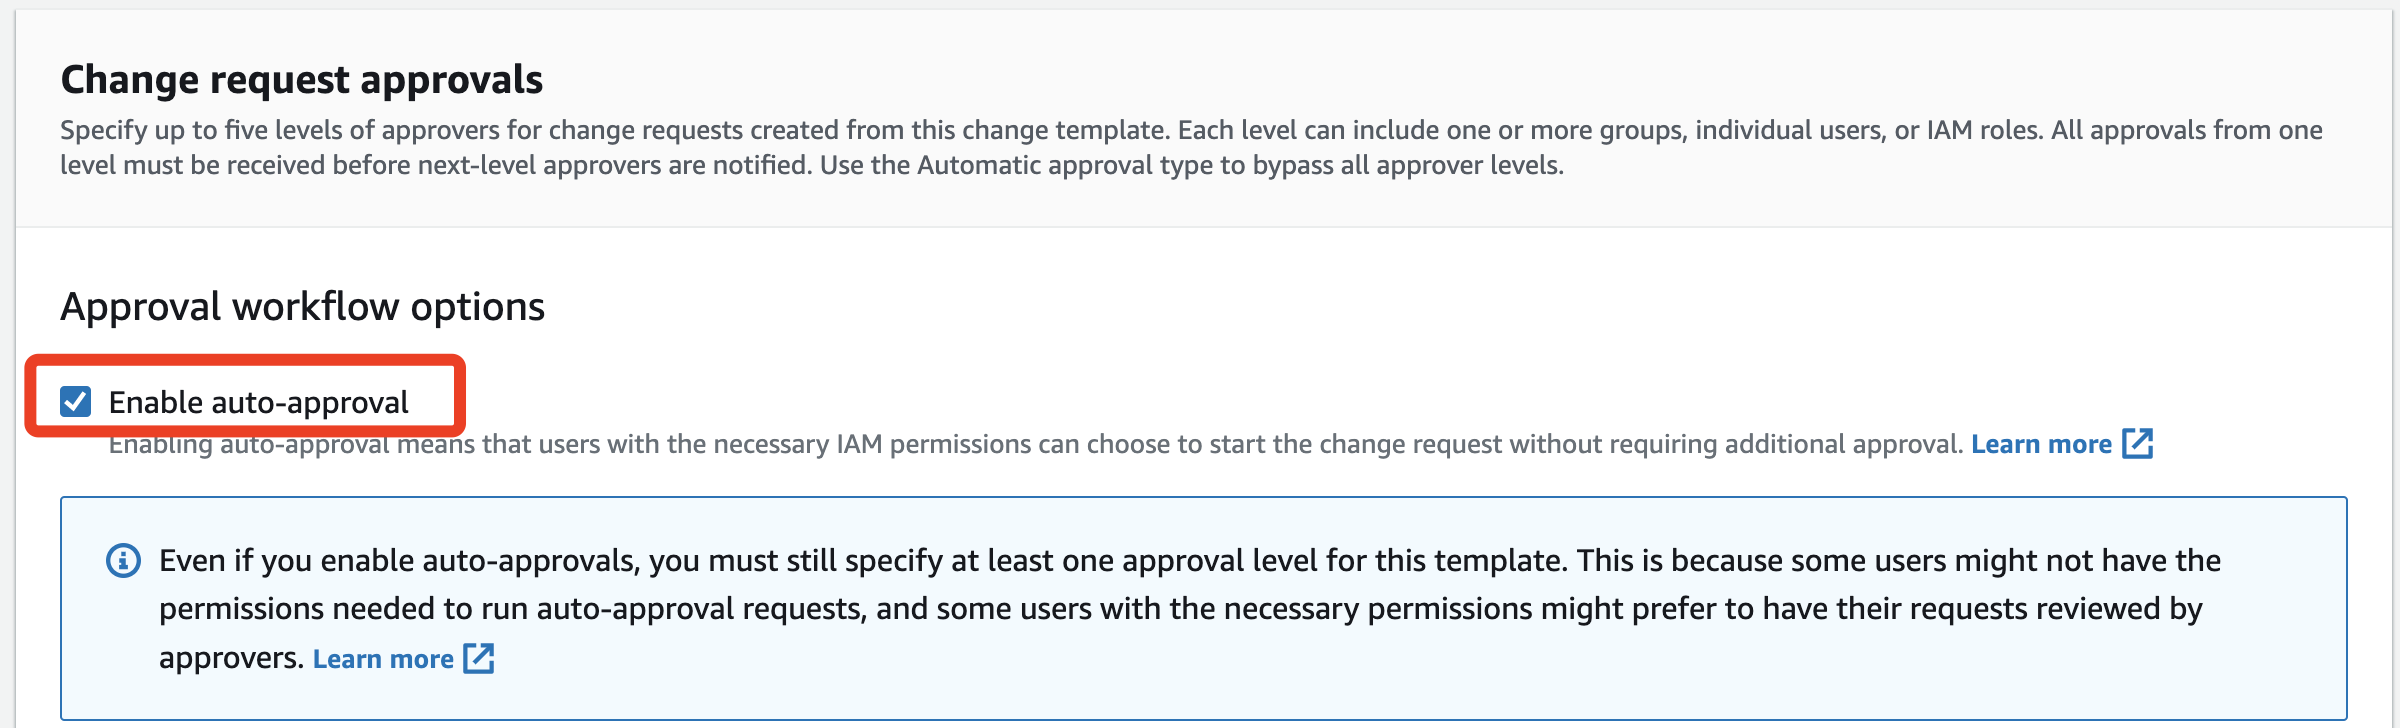 Change request approvals
Specify up to five levels of approvers for change requests created from this change template. Each level can include one or more groups, individual users, or IAM roles. All approvals from one
level must be received before next-level approvers are notified. Use the Automatic approval type to bypass all approver levels.
Approval workflow options
Enable auto-approval
Enabling auto-approval means that users with the necessary IAM permissions can choose to start the change request without requiring additional approval. Learn more
Even if you enable auto-approvals, you must still specify at least one approval level for this template. This is because some users might not have the
permissions needed to run auto-approval requests, and some users with the necessary permissions might prefer to have their requests reviewed by
approvers. Learn more